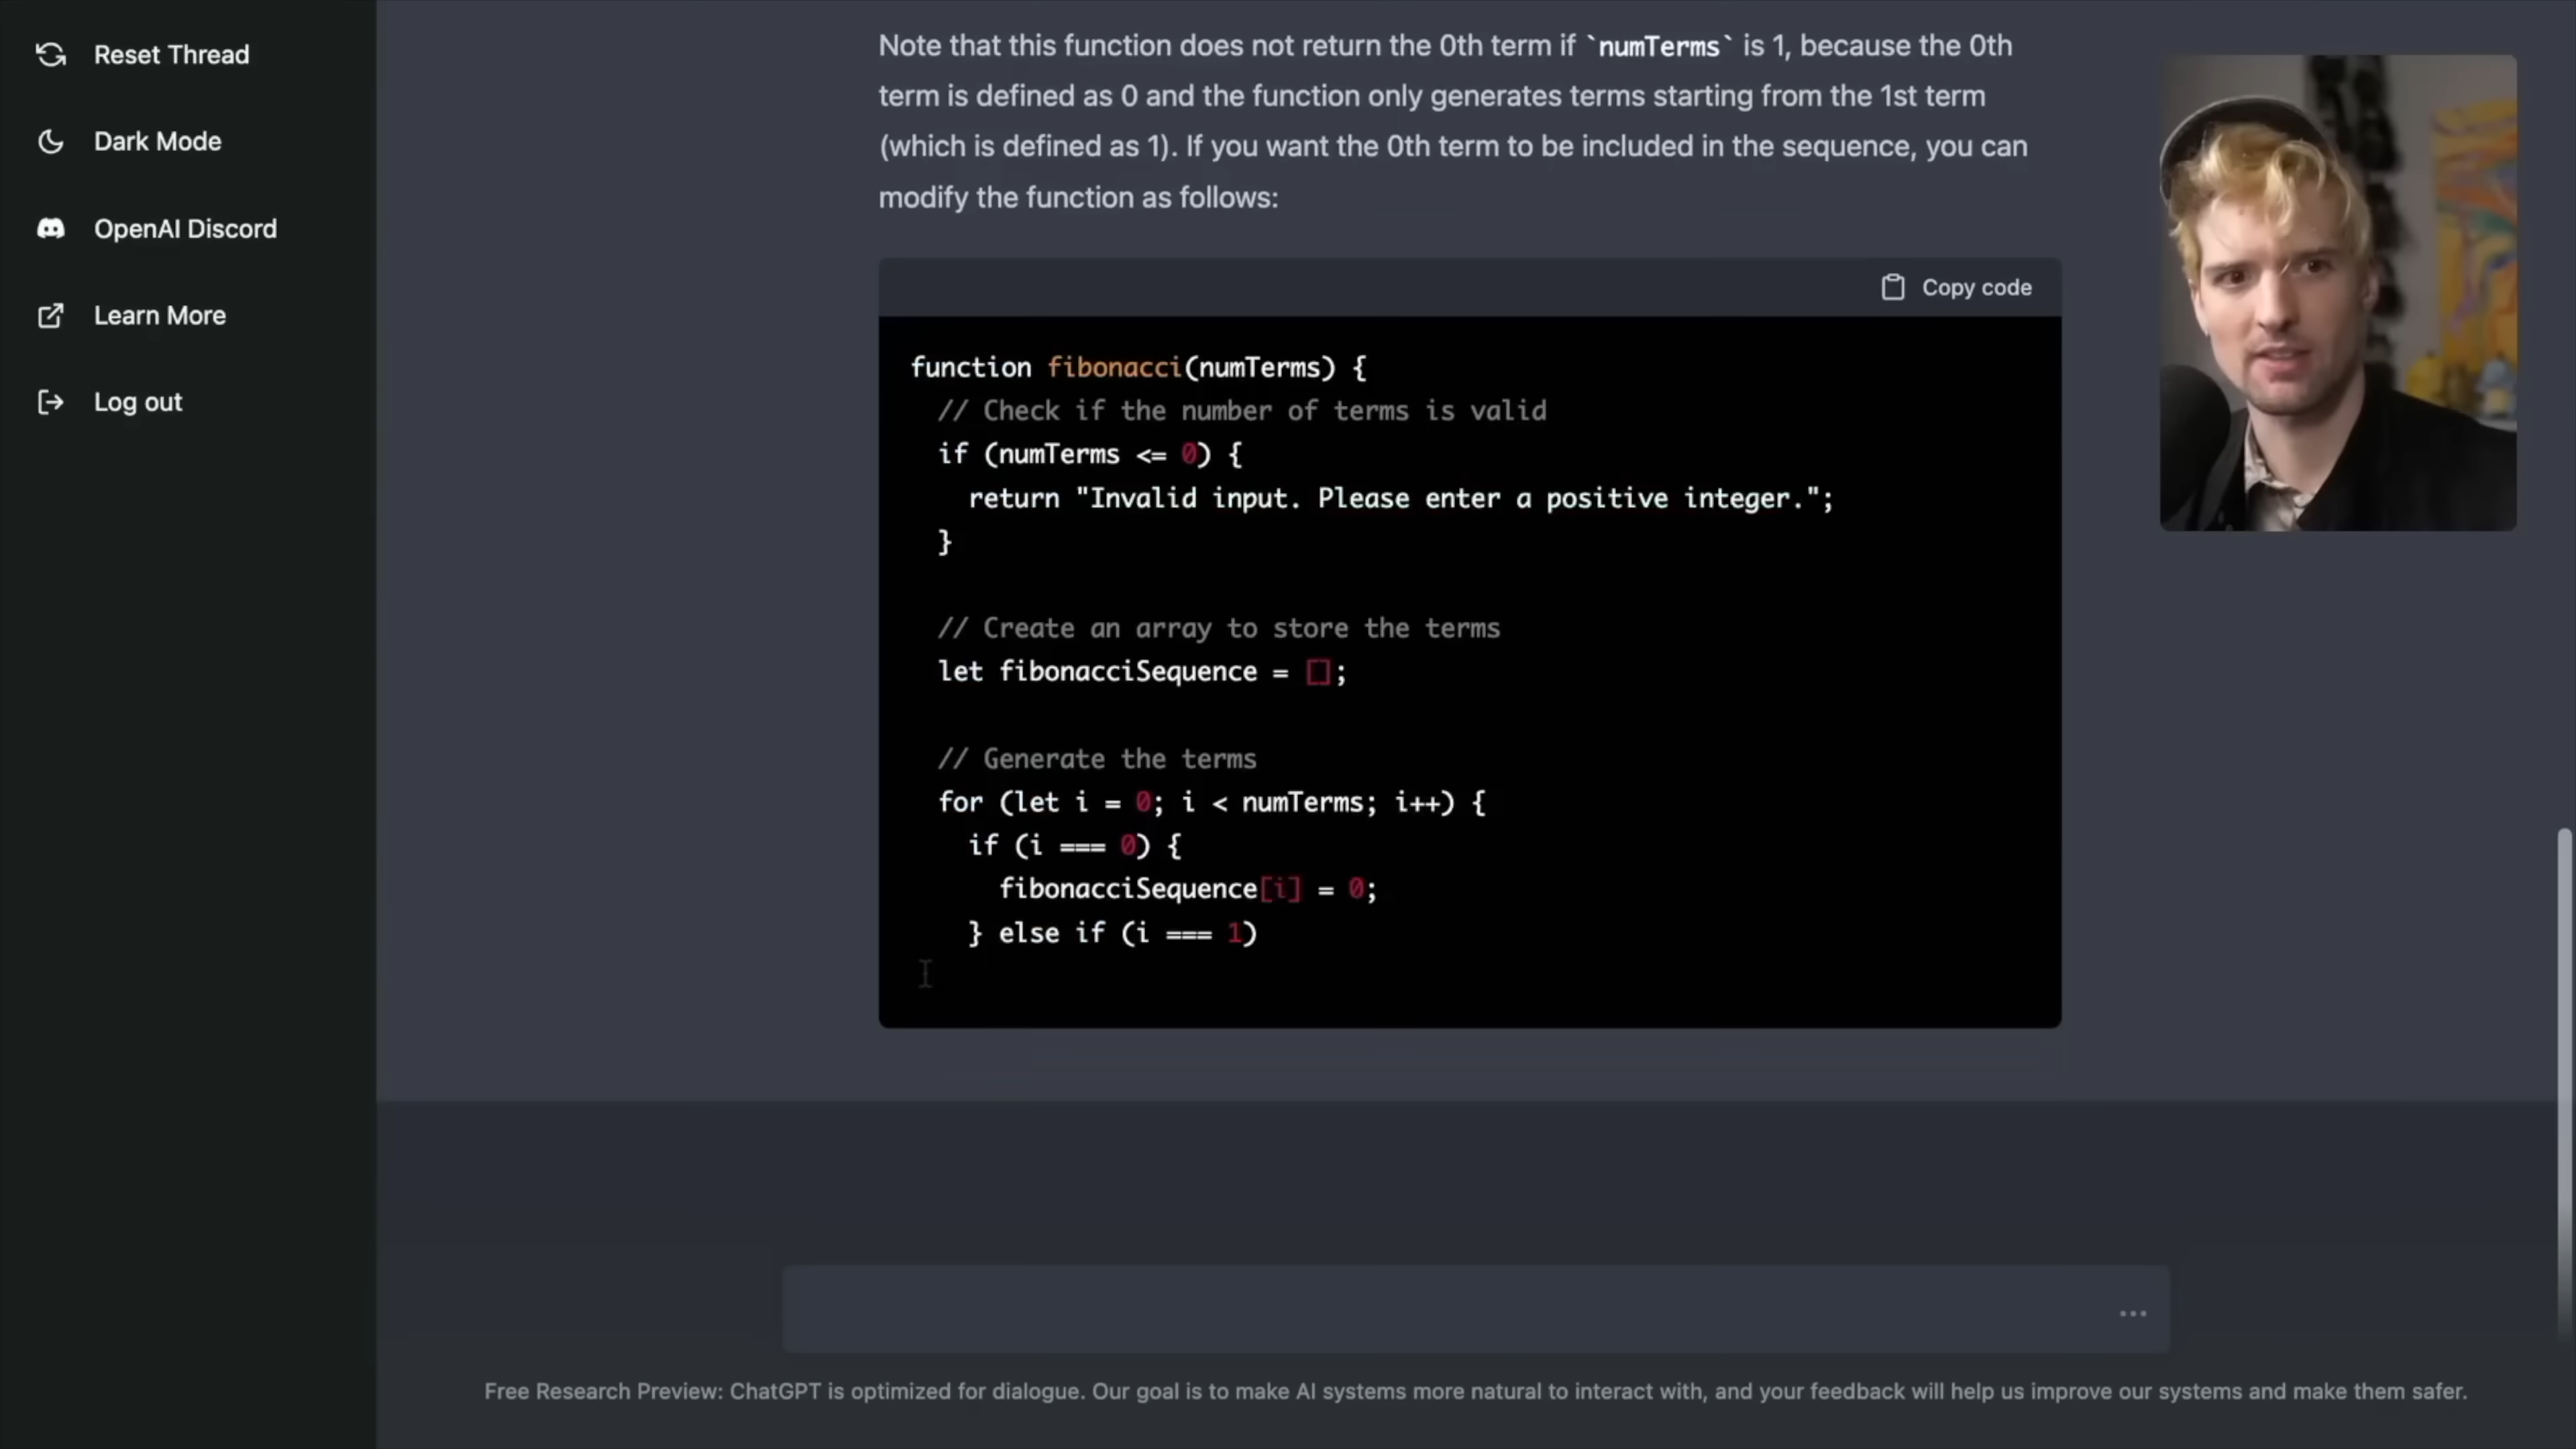 Reset Thread
Dark Mode
OpenAI Discord
Learn More
Log out
Note that this function does not return the 0th term if `numTerms` is 1, because the 0th
term is defined as 0 and the function only generates terms starting from the 1st term
(which is defined as 1). If you want the 0th term to be included in the sequence, you can
modify the function as follows:
Copy code
function fibonacci(numTerms) {
  // Check if the number of terms is valid
  if (numTerms <= 0) {
    return "Invalid input. Please enter a positive integer.";
  }
  // Create an array to store the terms
  let fibonacciSequence = [];
  // Generate the terms
  for (let i = 0; i < numTerms; i++) {
    if (i === 0) {
      fibonacciSequence[i] = 0;
    } else if (i === 1)
Free Research Preview: ChatGPT is optimized for dialogue. Our goal is to make AI systems more natural to interact with, and your feedback will help us improve our systems and make them safer.